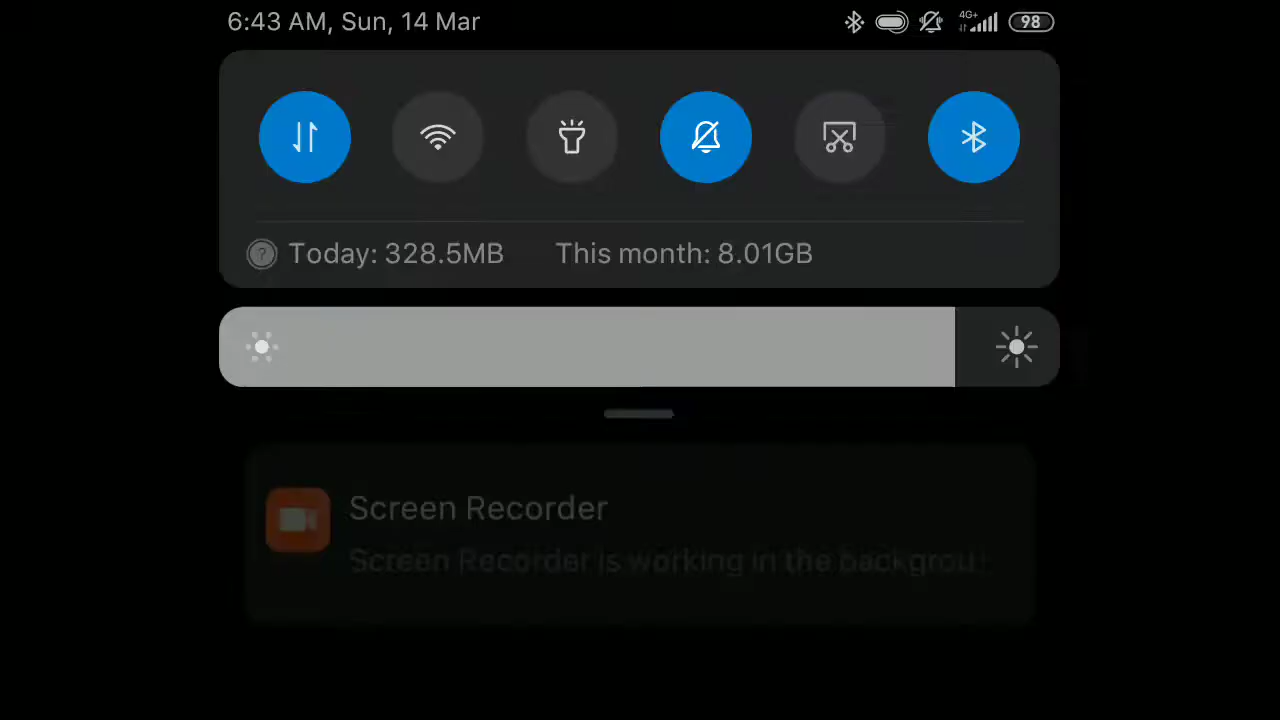 6:43 AM, Sun, 14 Mar 4G+ 98
Today: 328.5MB This month: 8.01GB
Screen Recorder
Screen Recorder is working in the